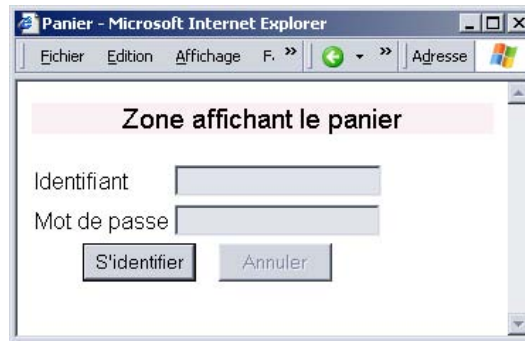 Panier - Microsoft Internet Explorer
Fichier Edition Affichage F. » » Adresse
Zone affichant le panier
Identifiant
Mot de passe
S'identifier Annuler